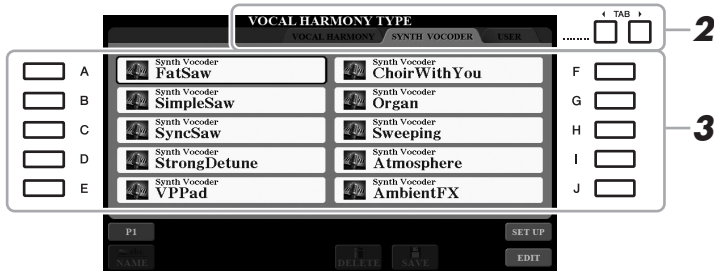 TAB
2
VOCAL HARMONY TYPE
VOCAL HARMONY SYNTH VOCODER USER
A Synth Vocoder FatSaw
Synth Vocoder ChoirWithYou F
B Synth Vocoder SimpleSaw
Synth Vocoder Organ G
C Synth Vocoder SyncSaw
Synth Vocoder Sweeping H
3
D Synth Vocoder StrongDetune
Synth Vocoder Atmosphere I
E Synth Vocoder VPPad
Synth Vocoder AmbientFX J
P1 SET UP
NAME DELETE SAVE EDIT